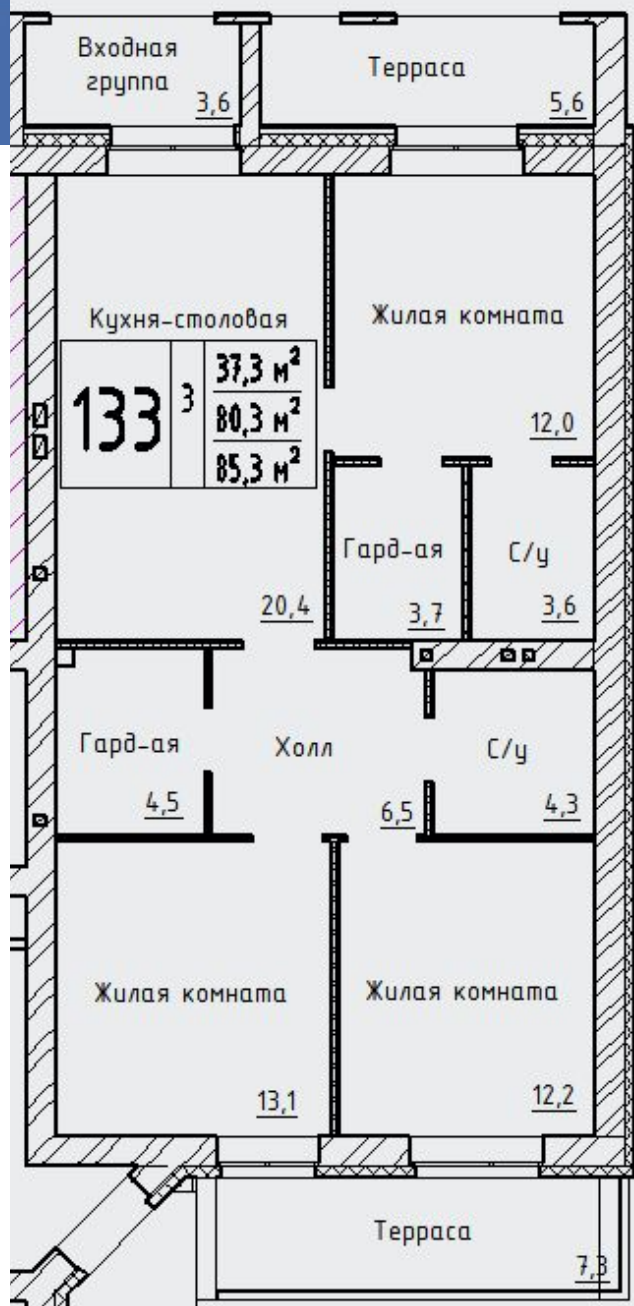 Входная
группа
3,6
Терраса
5,6
Кухня-столовая
133
3
37,3 м²
80,3 м²
85,3 м²
20,4
Жилая комната
12,0
Гард-ая
3,7
С/у
3,6
Гард-ая
4,5
Холл
6,5
С/у
4,3
Жилая комната
13,1
Жилая комната
12,2
Терраса
7,3